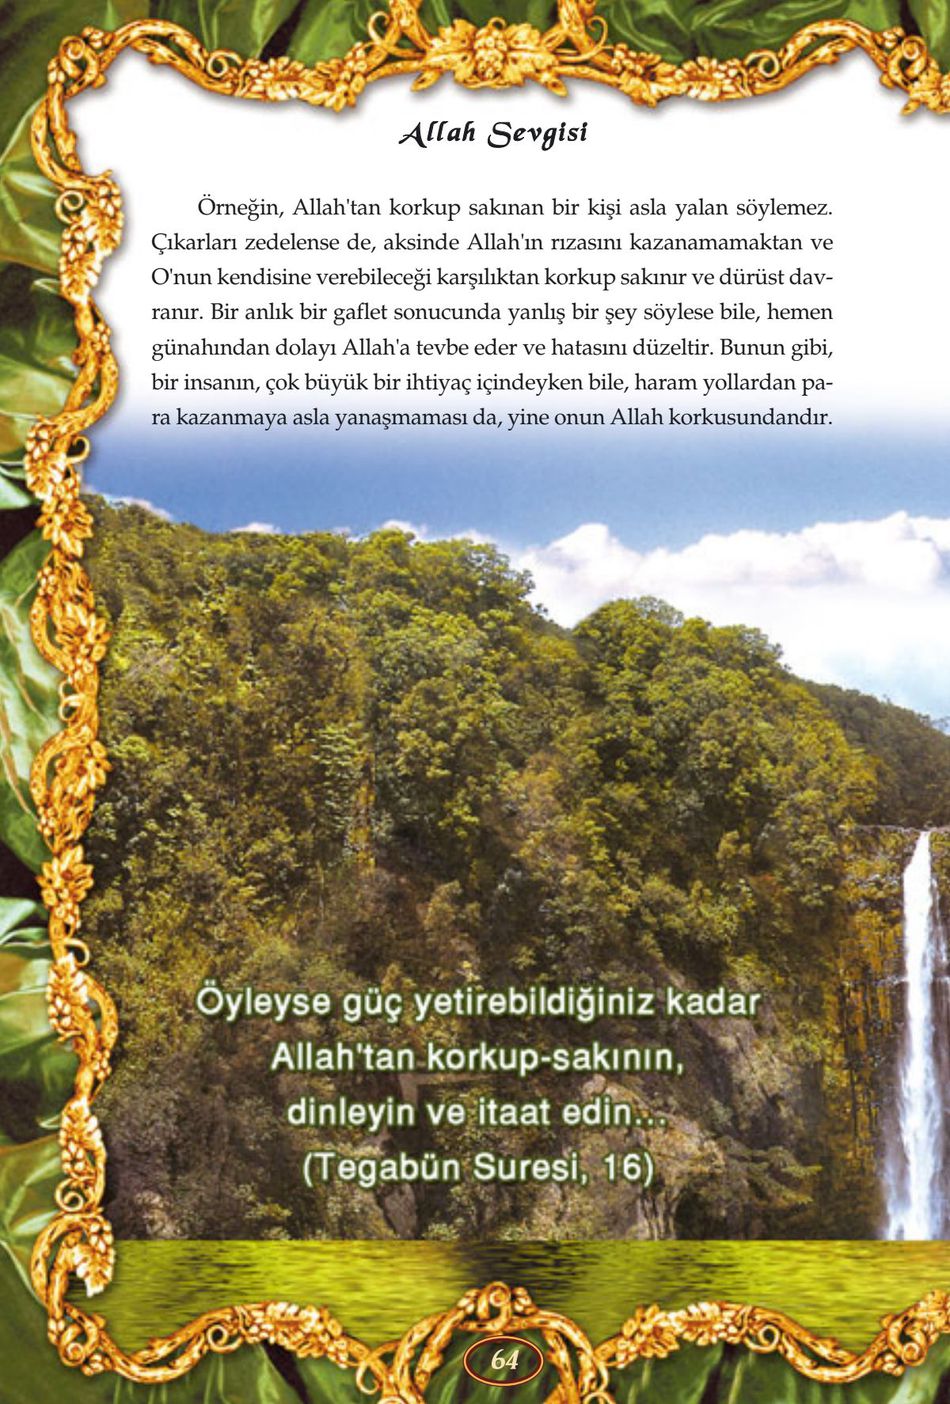 Allah Sevgisi
Örneğin, Allah'tan korkup sakınan bir kişi asla yalan söylemez.
Çıkarları zedelense de, aksinde Allah'ın rızasını kazanamamaktan ve
O'nun kendisine verebileceği karşılıktan korkup sakınır ve dürüst dav-
ranır. Bir anlık bir gaflet sonucunda yanlış bir şey söylese bile, hemen
günahından dolayı Allah'a tevbe eder ve hatasını düzeltir. Bunun gibi,
bir insanın, çok büyük bir ihtiyaç içindeyken bile, haram yollardan pa-
ra kazanmaya asla yanaşmaması da, yine onun Allah korkusundandır.
Öyleyse güç yetirebildiğiniz kadar
Allah'tan korkup-sakının,
dinleyin ve itaat edin...
(Tegabün Suresi, 16)
64